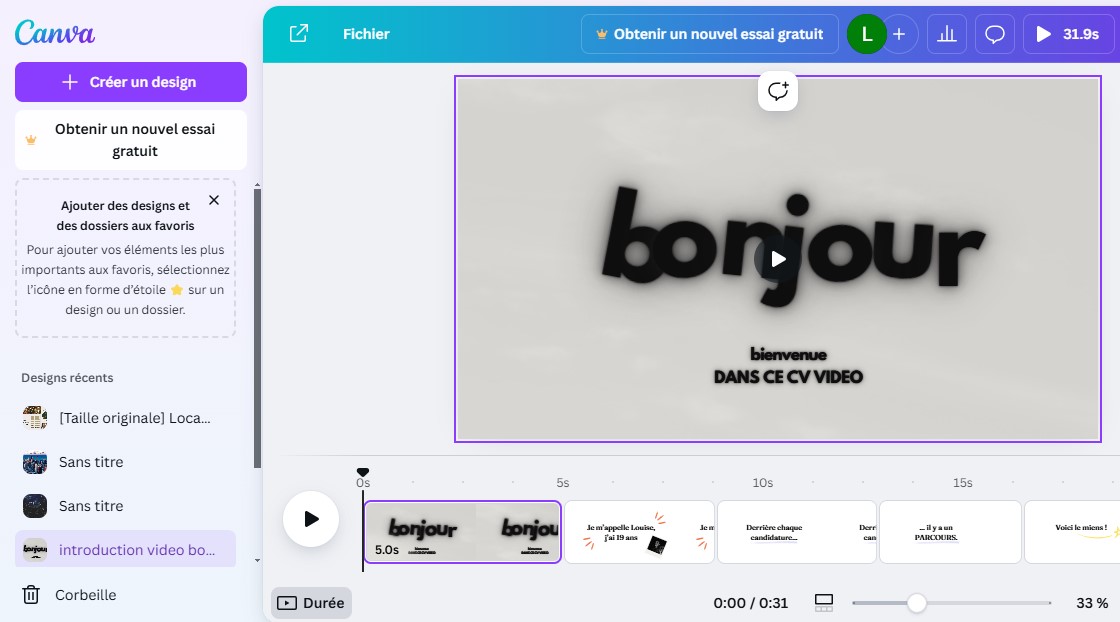 Canva
Fichier
Obtenir un nouvel essai gratuit
L
31.9s
Créer un design
Obtenir un nouvel essai
gratuit
Ajouter des designs et
des dossiers aux favoris
Pour ajouter vos éléments les plus
importants aux favoris, sélectionnez
l'icône en forme d'étoile ⭐ sur un
design ou un dossier.
Designs récents
[Taille originale] Loca...
Sans titre
Sans titre
introduction video bo...
Corbeille
bonjour
bienvenue
DANS CE CV VIDEO
0s
5s
10s
15s
bonjour
bonjou
5.0s
Je m'appelle Louise,
j'ai 19 ans
Je m
Derrière chaque
candidature...
Derri
can
... il y a un
PARCOURS.
Voici le miens !
Durée
0:00 / 0:31
33 %